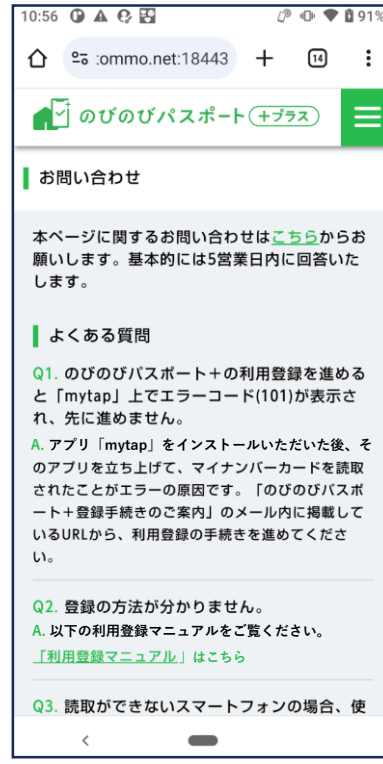 10:56
91%
:ommo.net:18443
14
のびのびパスポート +プラス
お問い合わせ
本ページに関するお問い合わせはこちらからお
願いします。基本的には5営業日内に回答いた
します。
よくある質問
Q1. のびのびパスポート＋の利用登録を進める
と「mytap」上でエラーコード(101)が表示さ
れ、先に進めません。
A. アプリ「mytap」をインストールいただいた後、そ
のアプリを立ち上げて、マイナンバーカードを読取
されたことがエラーの原因です。「のびのびパスポ
ート＋登録手続きのご案内」のメール内に掲載して
いるURLから、利用登録の手続きを進めてくださ
い。
Q2. 登録の方法が分かりません。
A. 以下の利用登録マニュアルをご覧ください。
「利用登録マニュアル」はこちら
Q3. 読取ができないスマートフォンの場合、使